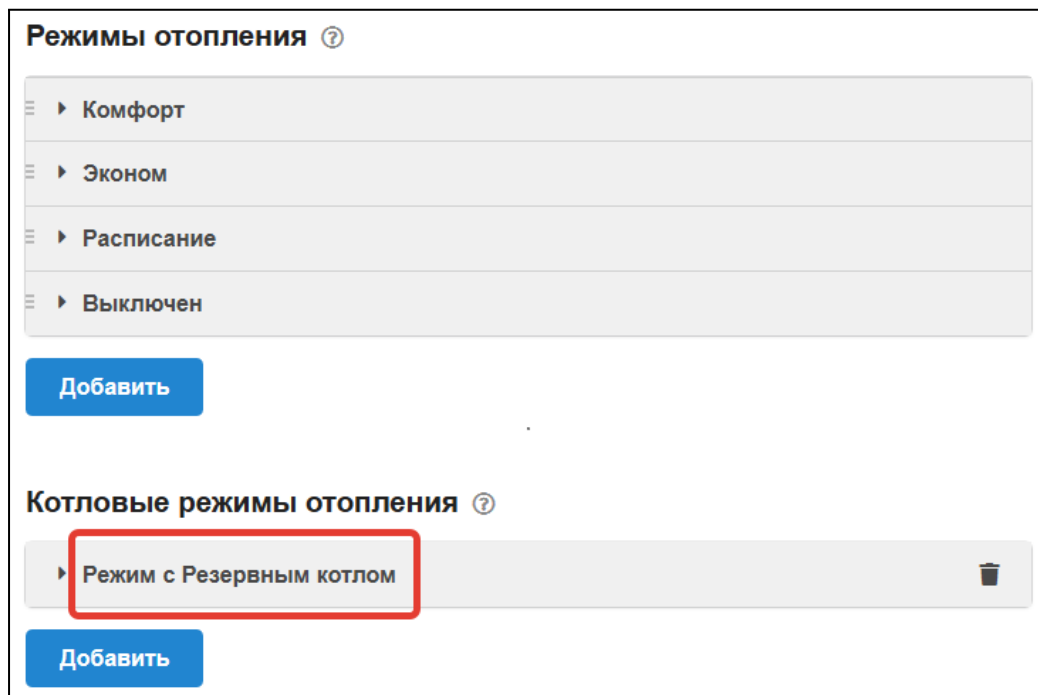 Режимы отопления ?
Комфорт
Эконом
Расписание
Выключен
Добавить
.
Котловые режимы отопления ?
Режим с Резервным котлом
Добавить